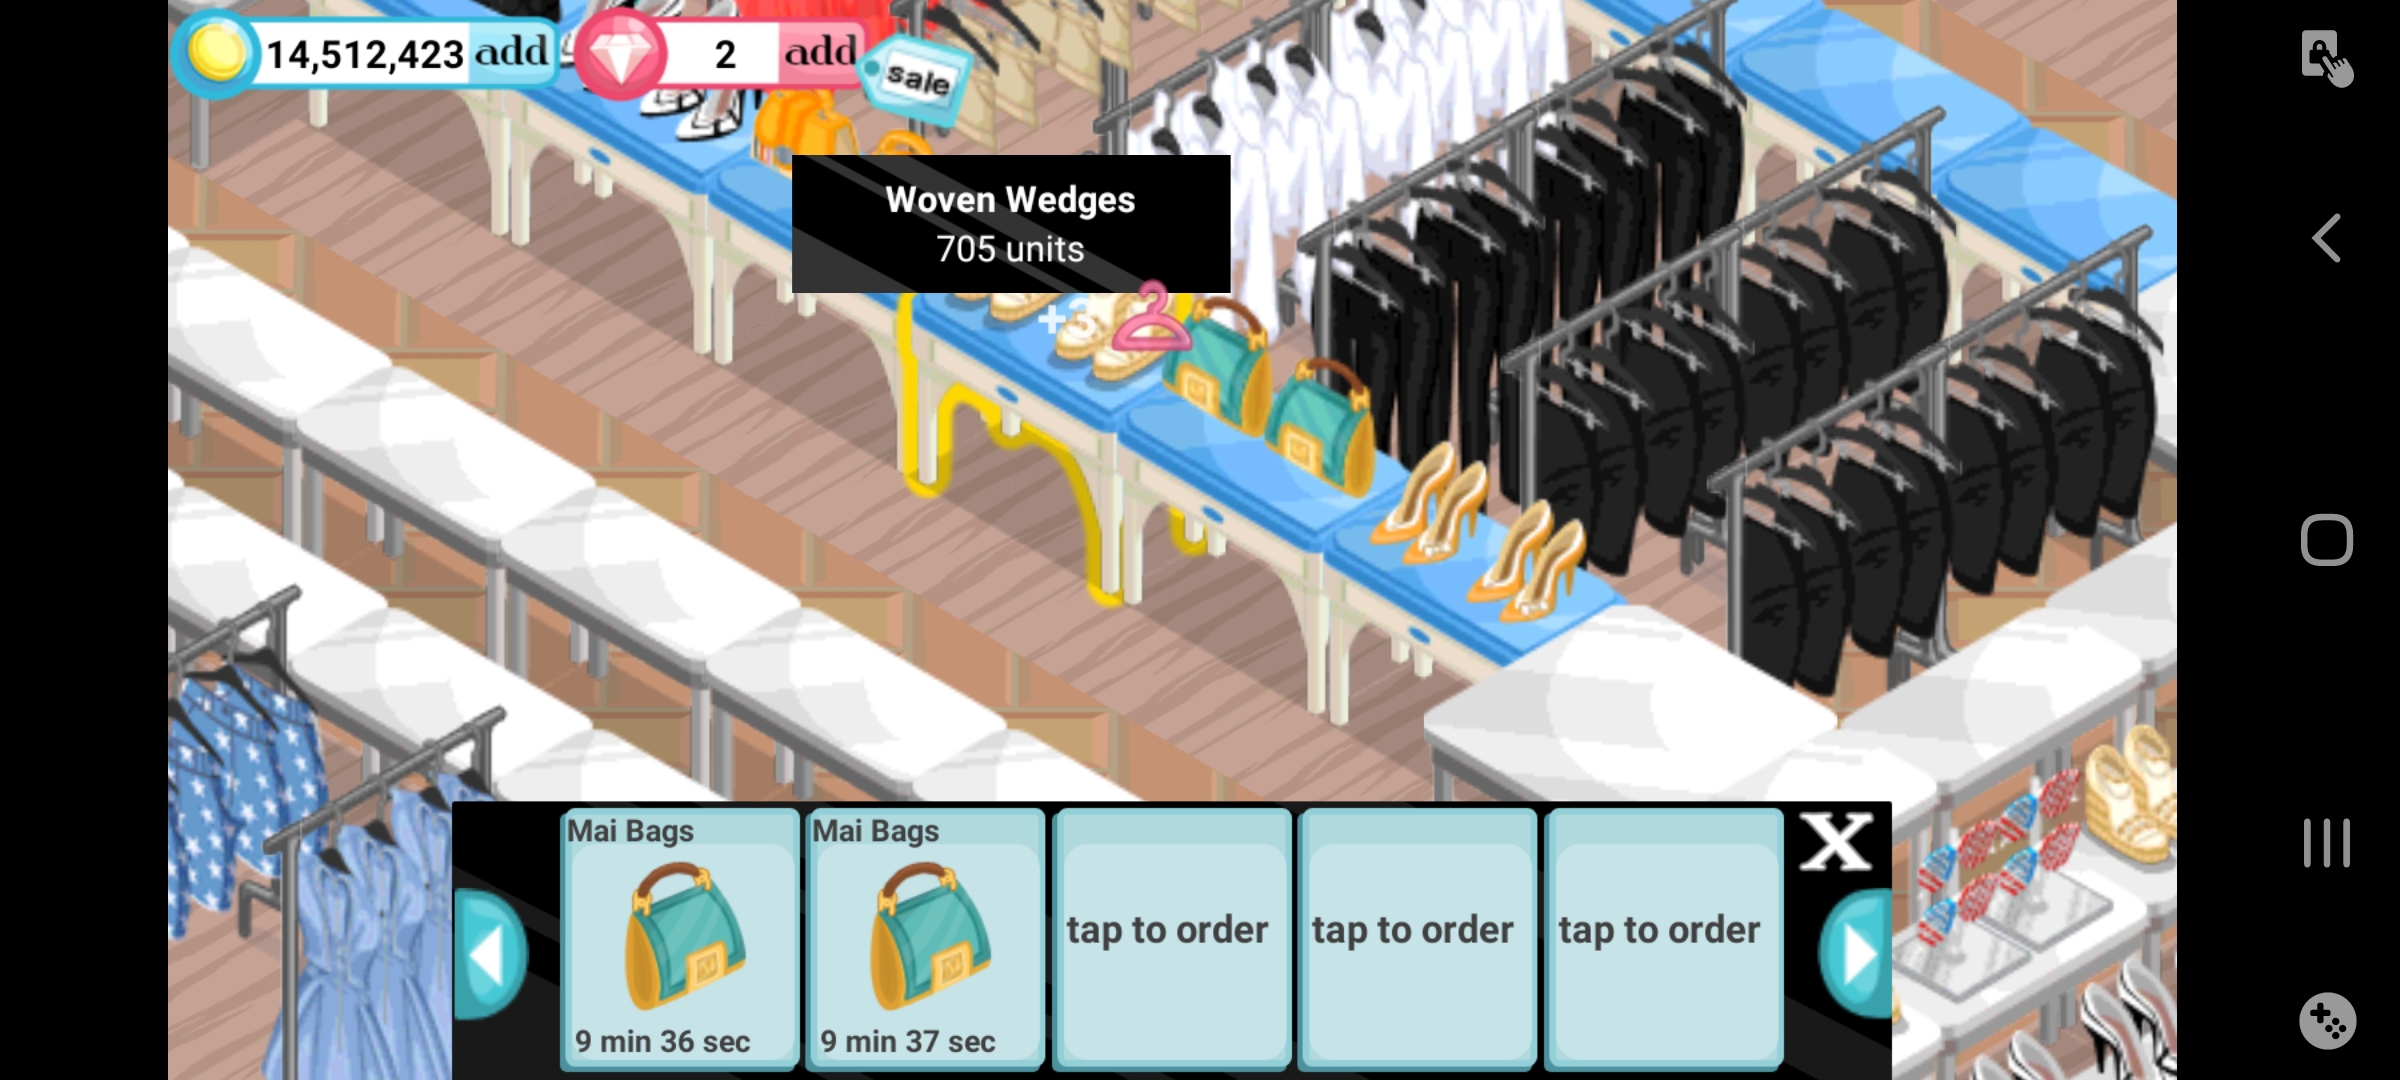 14,512,423 add
2 add
sale
Woven Wedges
705 units
+3
Mai Bags
9 min 36 sec
Mai Bags
9 min 37 sec
tap to order
tap to order
tap to order
X